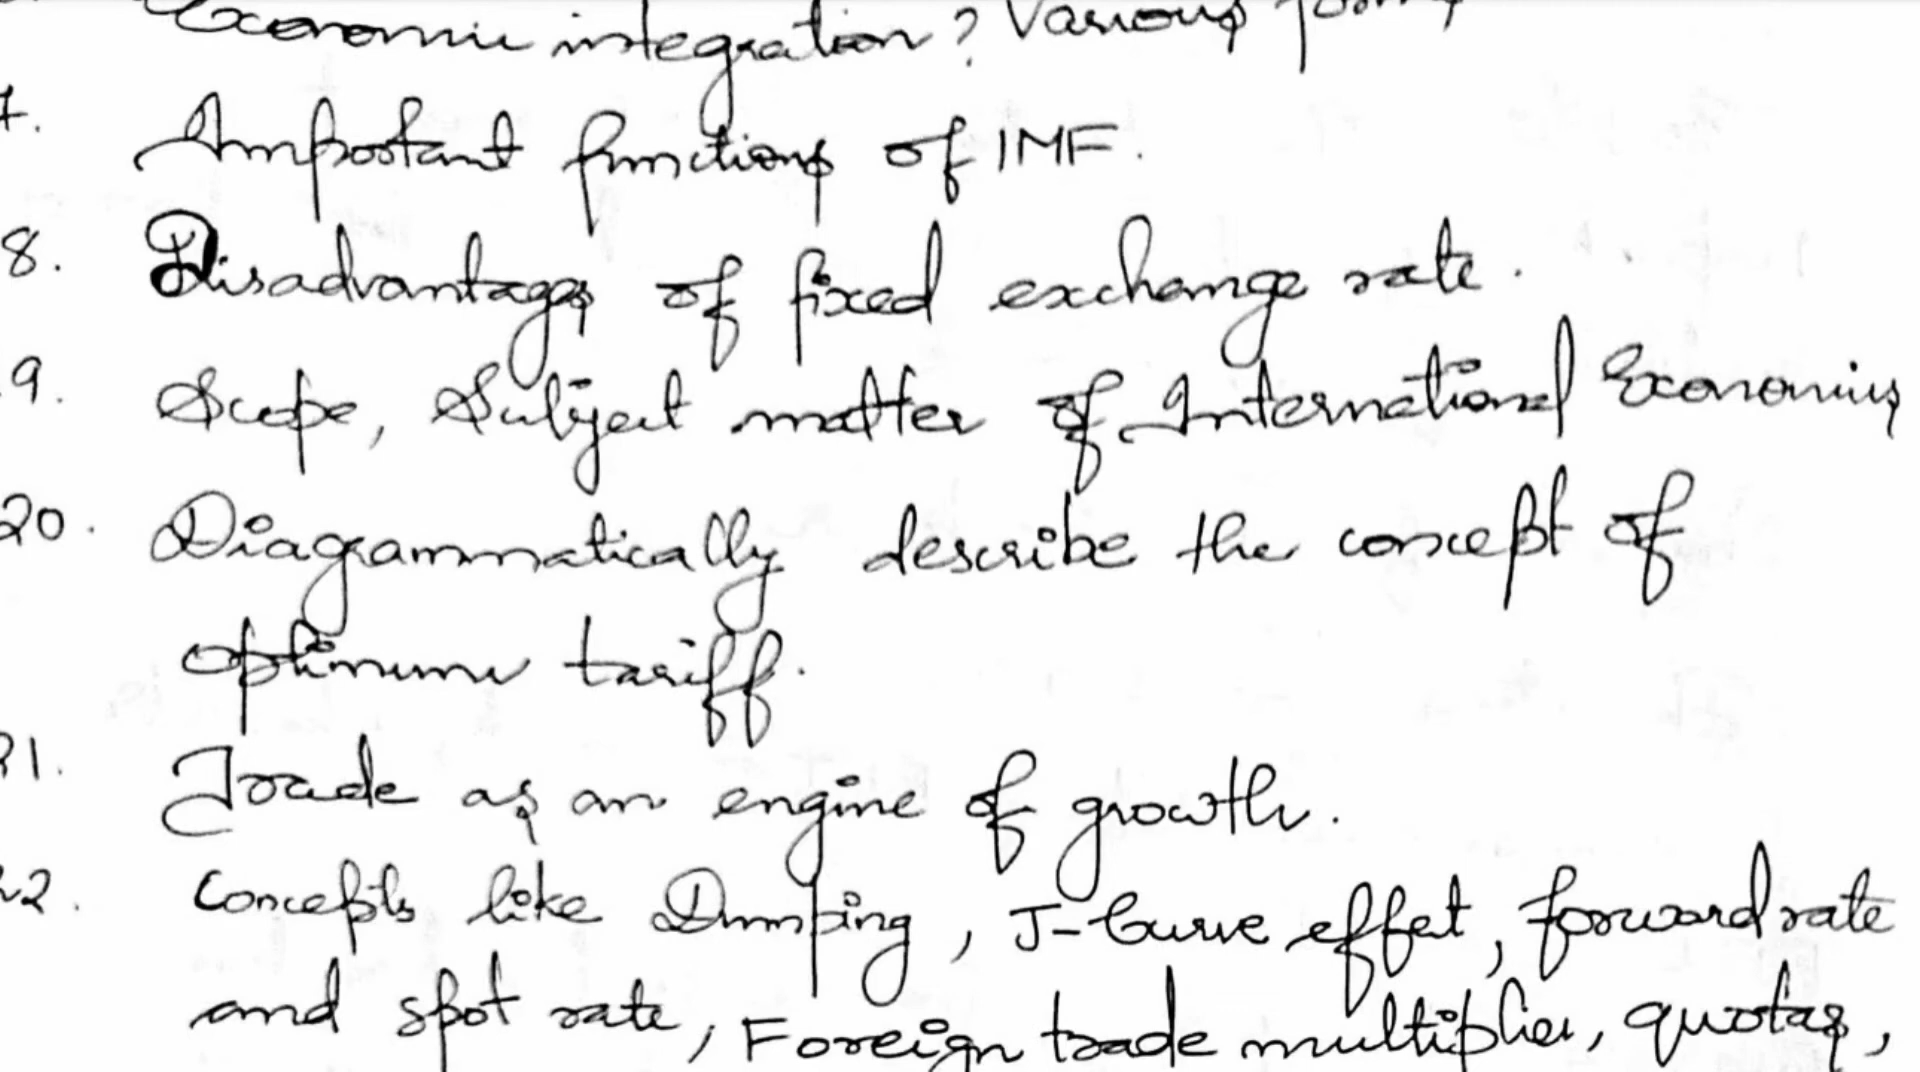 Economic integration? Various forms
7. Important functions of IMF.
8. Disadvantages of fixed exchange rate.
9. Scope, Subject matter of International Economics
20. Diagrammatically describe the concept of
optimum tariff.
21. Trade as an engine of growth.
22. Concepts like Dumping, J-Curve effet, forward rate
and spot rate, Foreign trade multiplier, quotas,